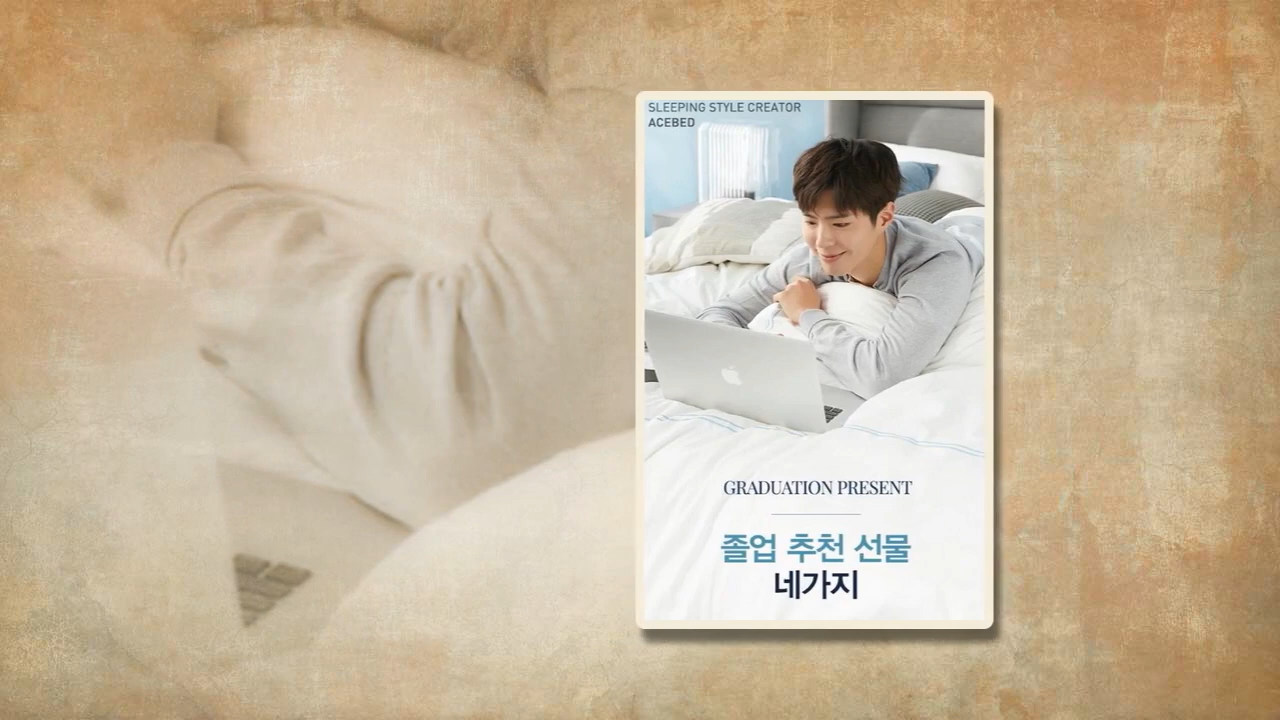 SLEEPING STYLE CREATOR
ACEBED
GRADUATION PRESENT
졸업 추천 선물
네가지